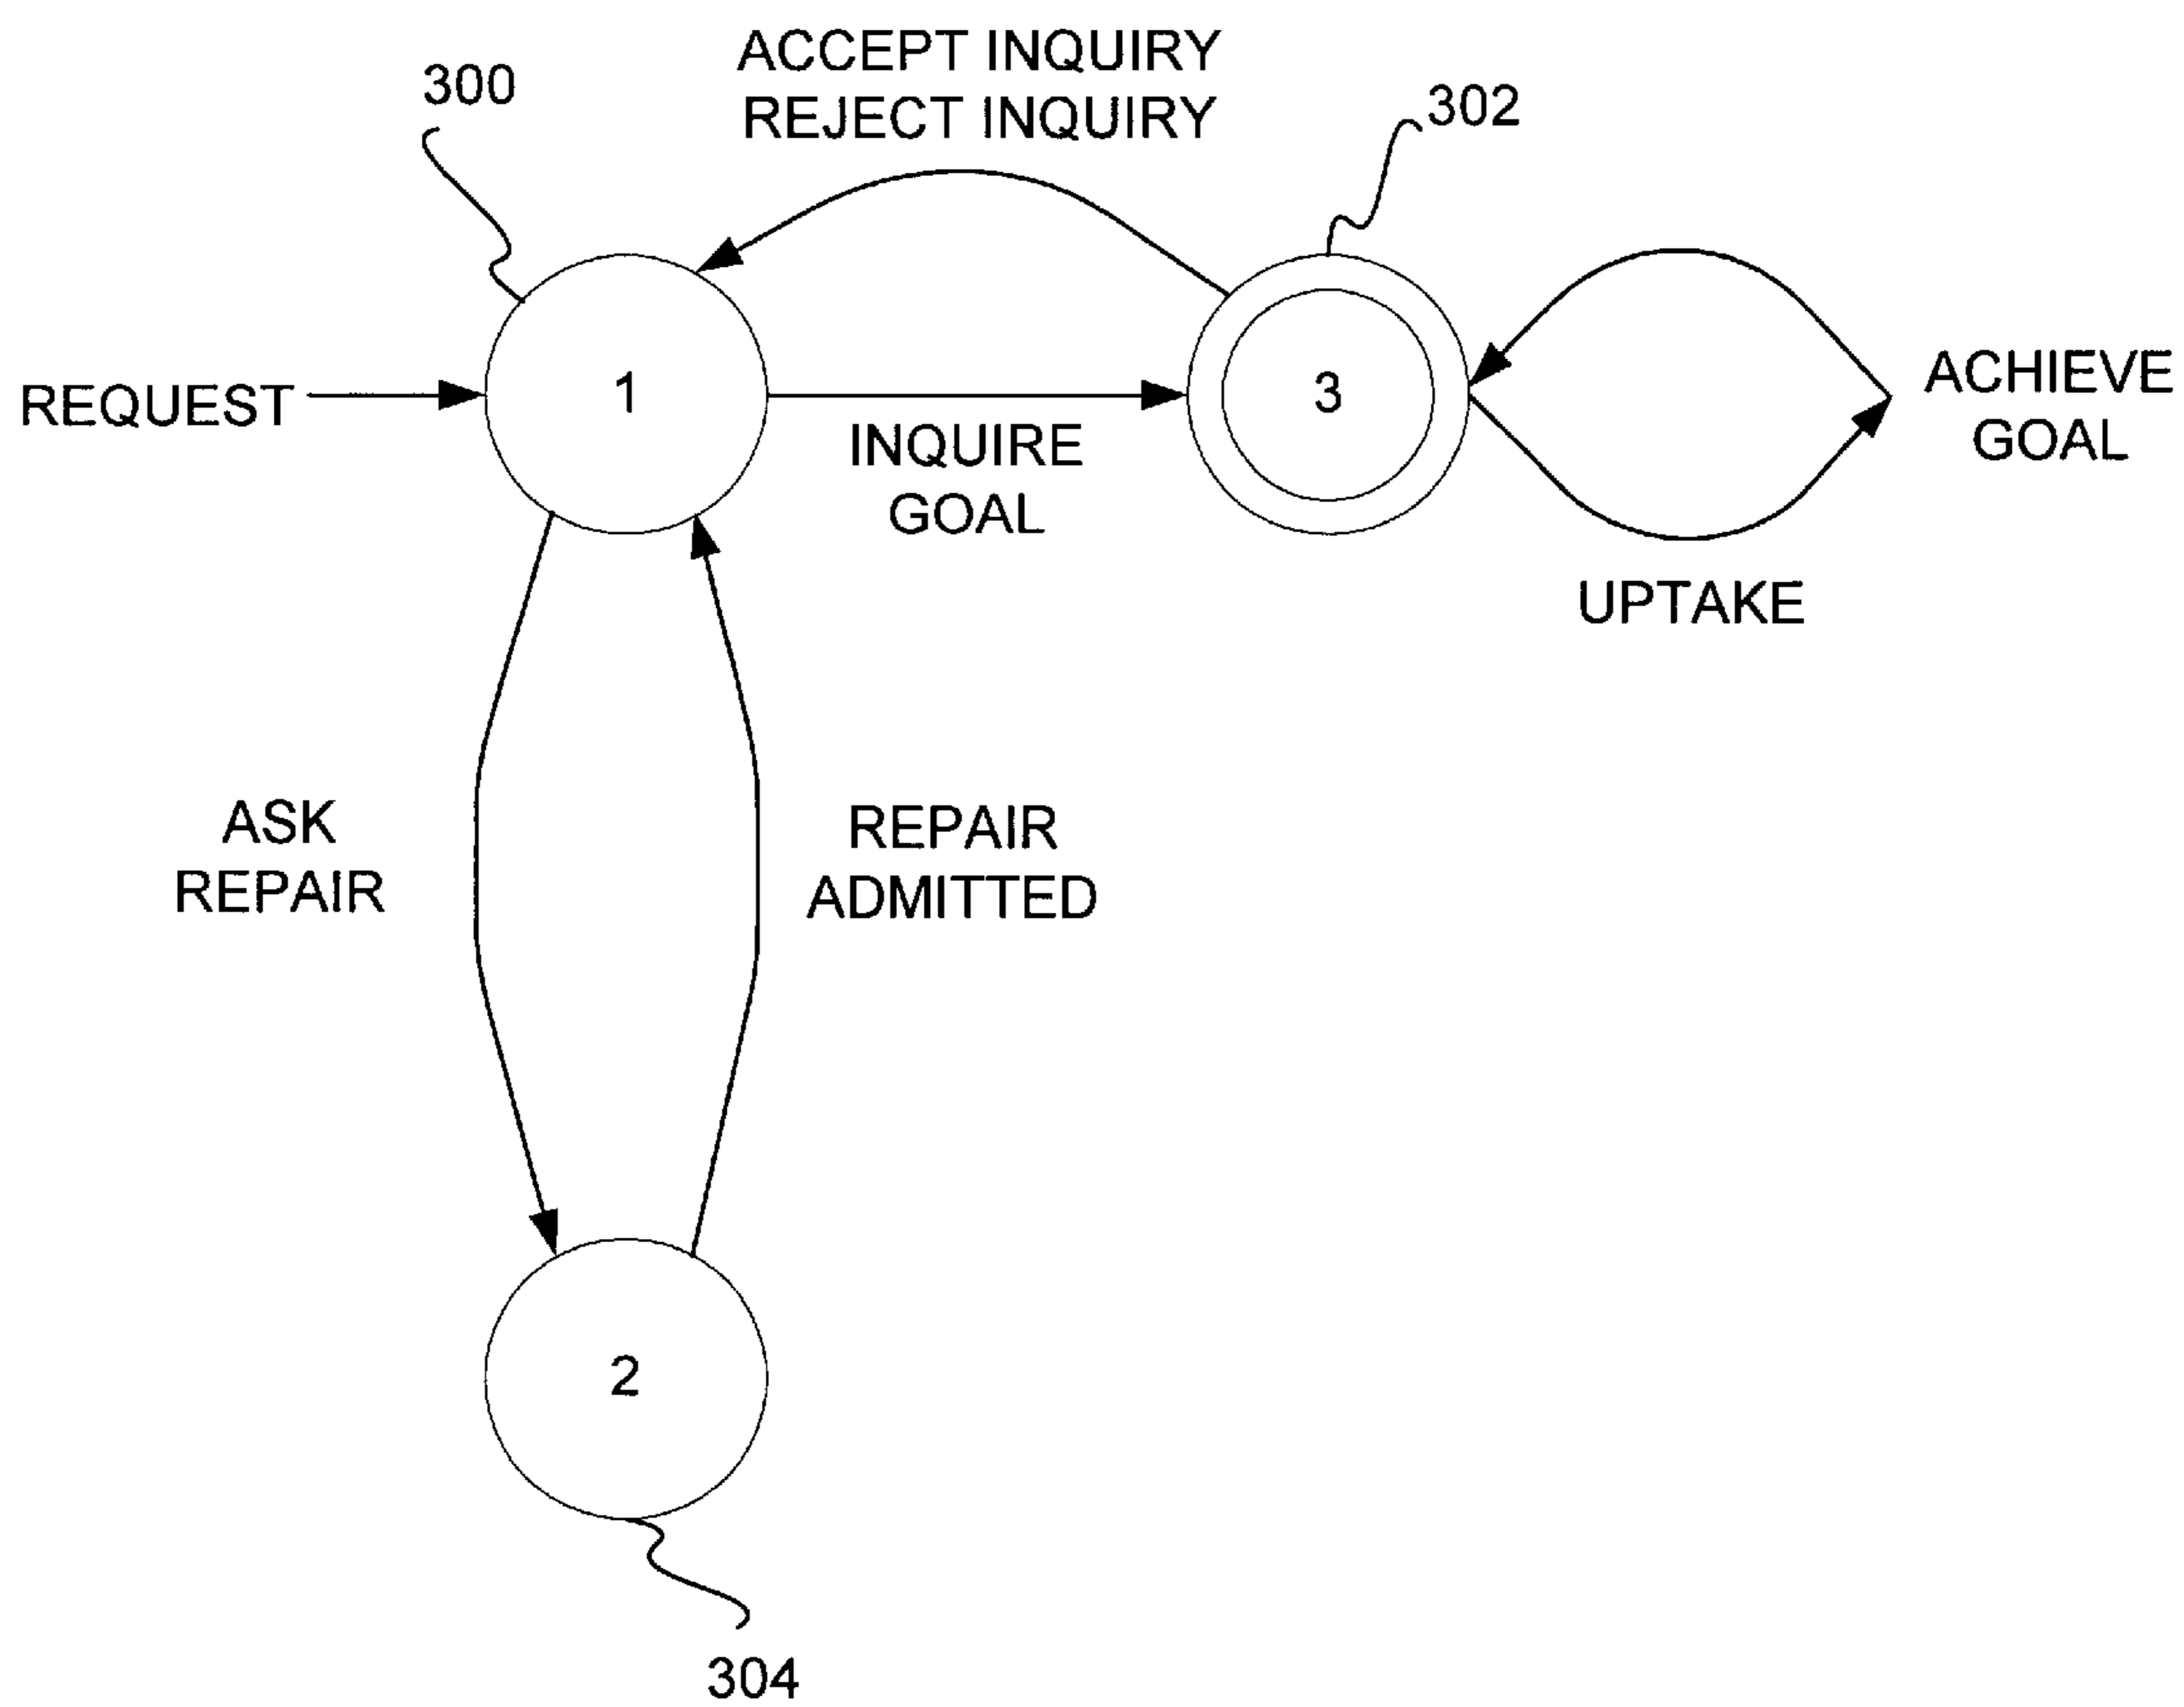 ACCEPT INQUIRY
REJECT INQUIRY
300
302
REQUEST
1
INQUIRE
GOAL
3
ACHIEVE
GOAL
UPTAKE
ASK
REPAIR
REPAIR
ADMITTED
2
304